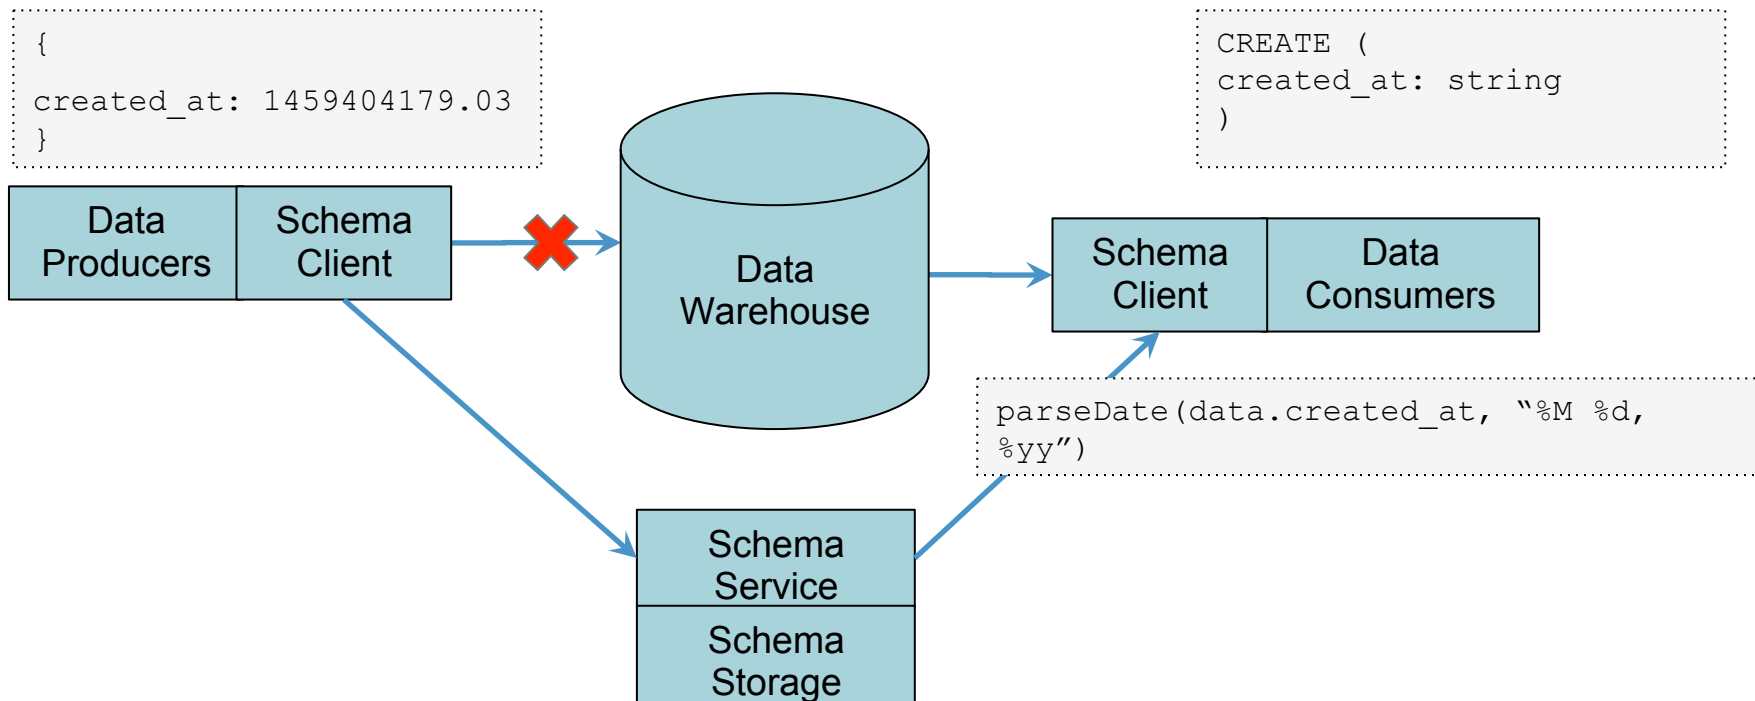 {
created_at: 1459404179.03
}
CREATE (
created_at: string
)
Data
Producers
Schema
Client
Data
Warehouse
Schema
Client
Data
Consumers
parseDate(data.created_at, “%M %d,
%yy”)
Schema
Service
Schema
Storage